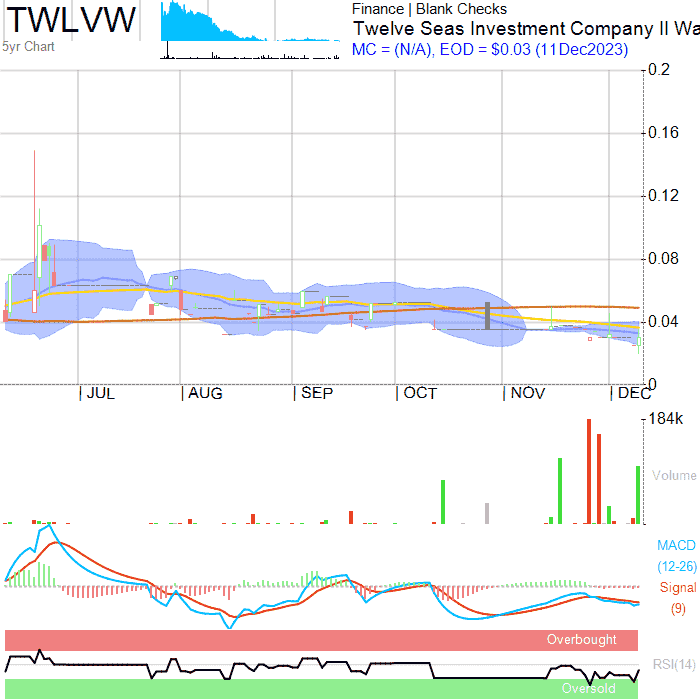 TWLVW
5yr Chart
Finance | Blank Checks
Twelve Seas Investment Company II Wa
MC = (N/A), EOD = $0.03 (11Dec2023)
0.2
0.16
0.12
0.08
0.04
0
JUL AUG SEP OCT NOV DEC
184k
Volume
MACD
(12-26)
Signal
(9)
Overbought
RSI(14)
Oversold